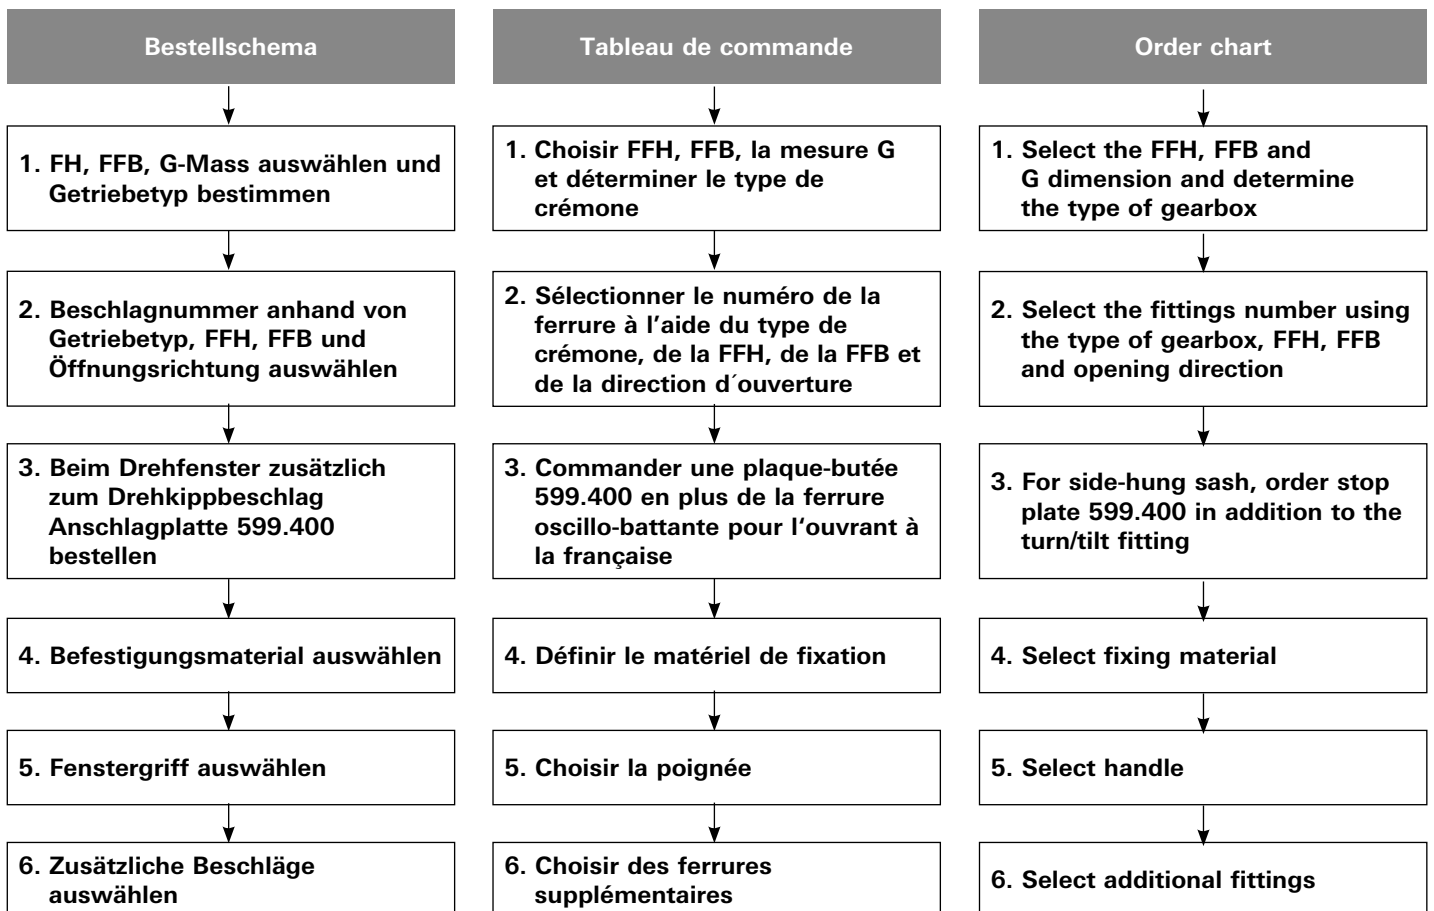 Bestellschema
1. FH, FFB, G-Mass auswählen und
Getriebetyp bestimmen
2. Beschlagnummer anhand von
Getriebetyp, FFH, FFB und
Öffnungsrichtung auswählen
3. Beim Drehfenster zusätzlich
zum Drehkippbeschlag
Anschlagplatte 599.400
bestellen
4. Befestigungsmaterial auswählen
5. Fenstergriff auswählen
6. Zusätzliche Beschläge
auswählen
Tableau de commande
1. Choisir FFH, FFB, la mesure G
et déterminer le type de
crémone
2. Sélectionner le numéro de la
ferrure à l’aide du type de
crémone, de la FFH, de la FFB et
de la direction d´ouverture
3. Commander une plaque-butée
599.400 en plus de la ferrure
oscillo-battante pour l‘ouvrant à
la française
4. Définir le matériel de fixation
5. Choisir la poignée
6. Choisir des ferrures
supplémentaires
Order chart
1. Select the FFH, FFB and
G dimension and determine
the type of gearbox
2. Select the fittings number using
the type of gearbox, FFH, FFB
and opening direction
3. For side-hung sash, order stop
plate 599.400 in addition to the
turn/tilt fitting
4. Select fixing material
5. Select handle
6. Select additional fittings